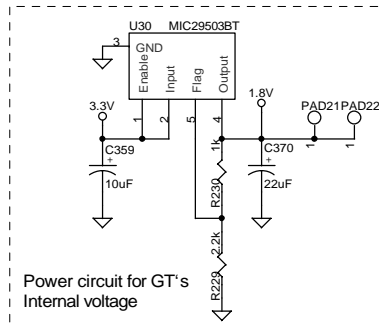 U30 MIC29503BT
3 GND
Enable Input Flag Output
3.3V
1.8V
PAD21 PAD22
1 2 5 4
1 1
C359
+
10uF
1k
R230
C370
+
22uF
2.2k
R229
Power circuit for GT‘s
Internal voltage